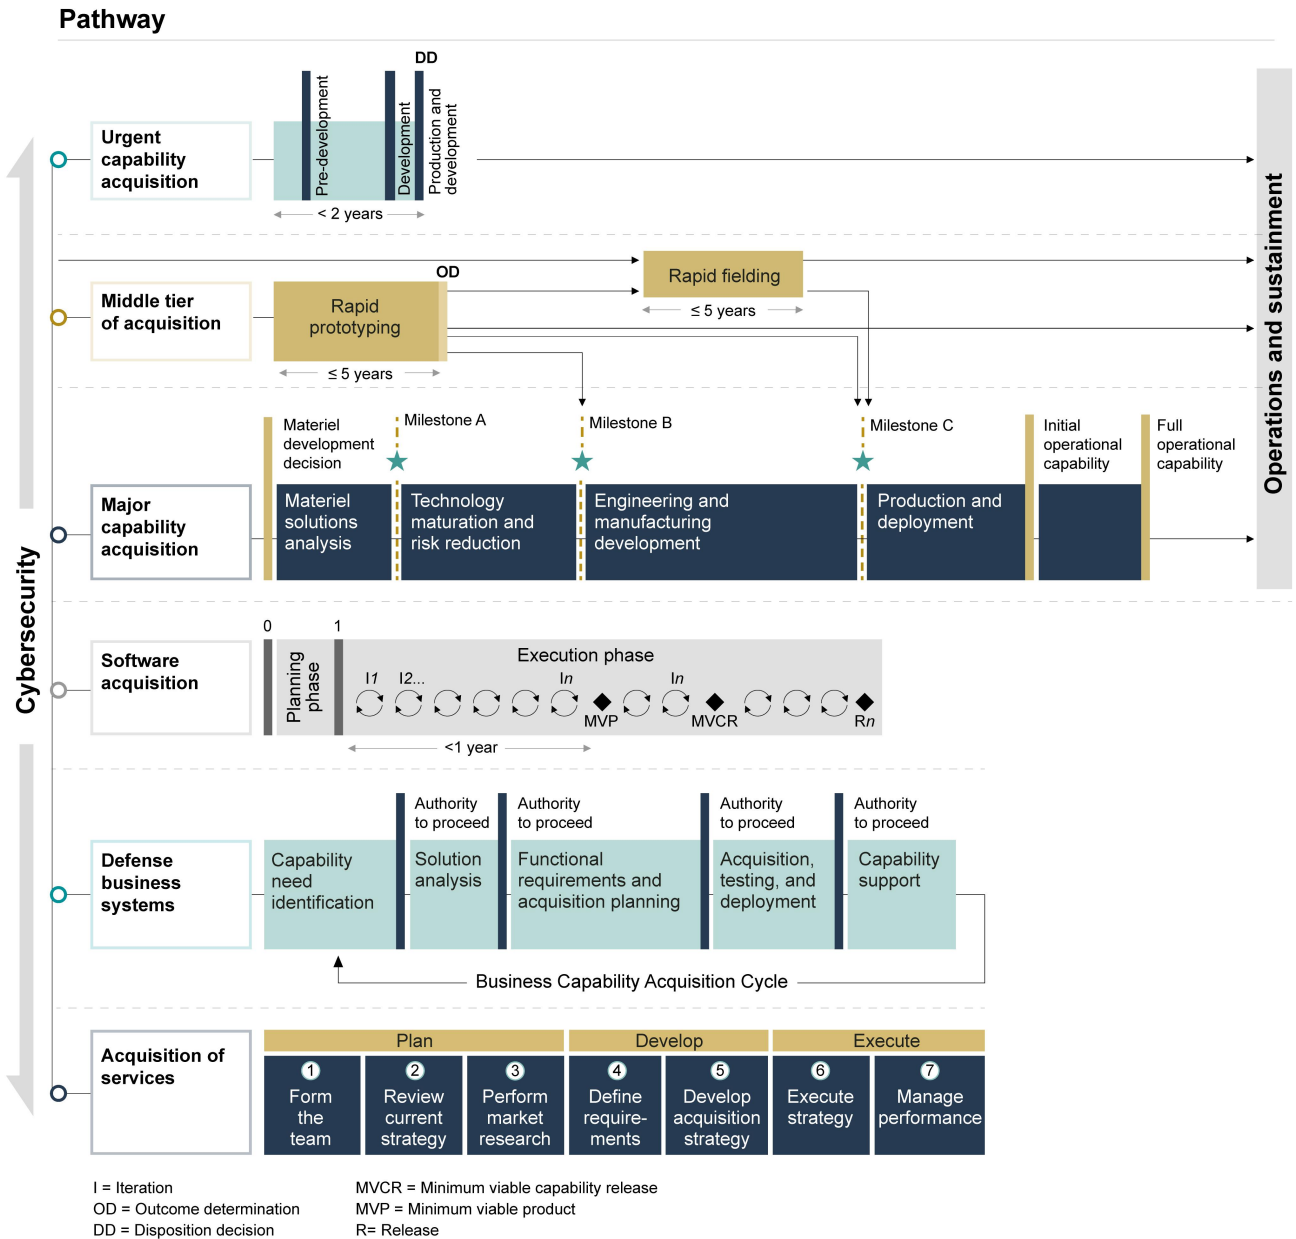 Pathway
DD
Pre-development
Development
Production and
development
Urgent
capability
acquisition
< 2 years
OD
Rapid fielding
≤ 5 years
Middle tier
of acquisition
Rapid
prototyping
≤ 5 years
Operations and sustainment
Materiel
development
decision
Milestone A
Milestone B
Milestone C
Initial
operational
capability
Full
operational
capability
Major
capability
acquisition
Materiel
solutions
analysis
Technology
maturation and
risk reduction
Engineering and
manufacturing
development
Production and
deployment
Cybersecurity
0
1
Software
acquisition
Planning
phase
Execution phase
I1
I2...
In
In
MVP
MVCR
Rn
<1 year
Authority
to proceed
Authority
to proceed
Authority
to proceed
Authority
to proceed
Defense
business
systems
Capability
need
identification
Solution
analysis
Functional
requirements and
acquisition planning
Acquisition,
testing, and
deployment
Capability
support
Business Capability Acquisition Cycle
Acquisition of
services
Plan
Develop
Execute
1
Form
the
team
2
Review
current
strategy
3
Perform
market
research
4
Define
require-
ments
5
Develop
acquisition
strategy
6
Execute
strategy
7
Manage
performance
I = Iteration
OD = Outcome determination
DD = Disposition decision
MVCR = Minimum viable capability release
MVP = Minimum viable product
R= Release